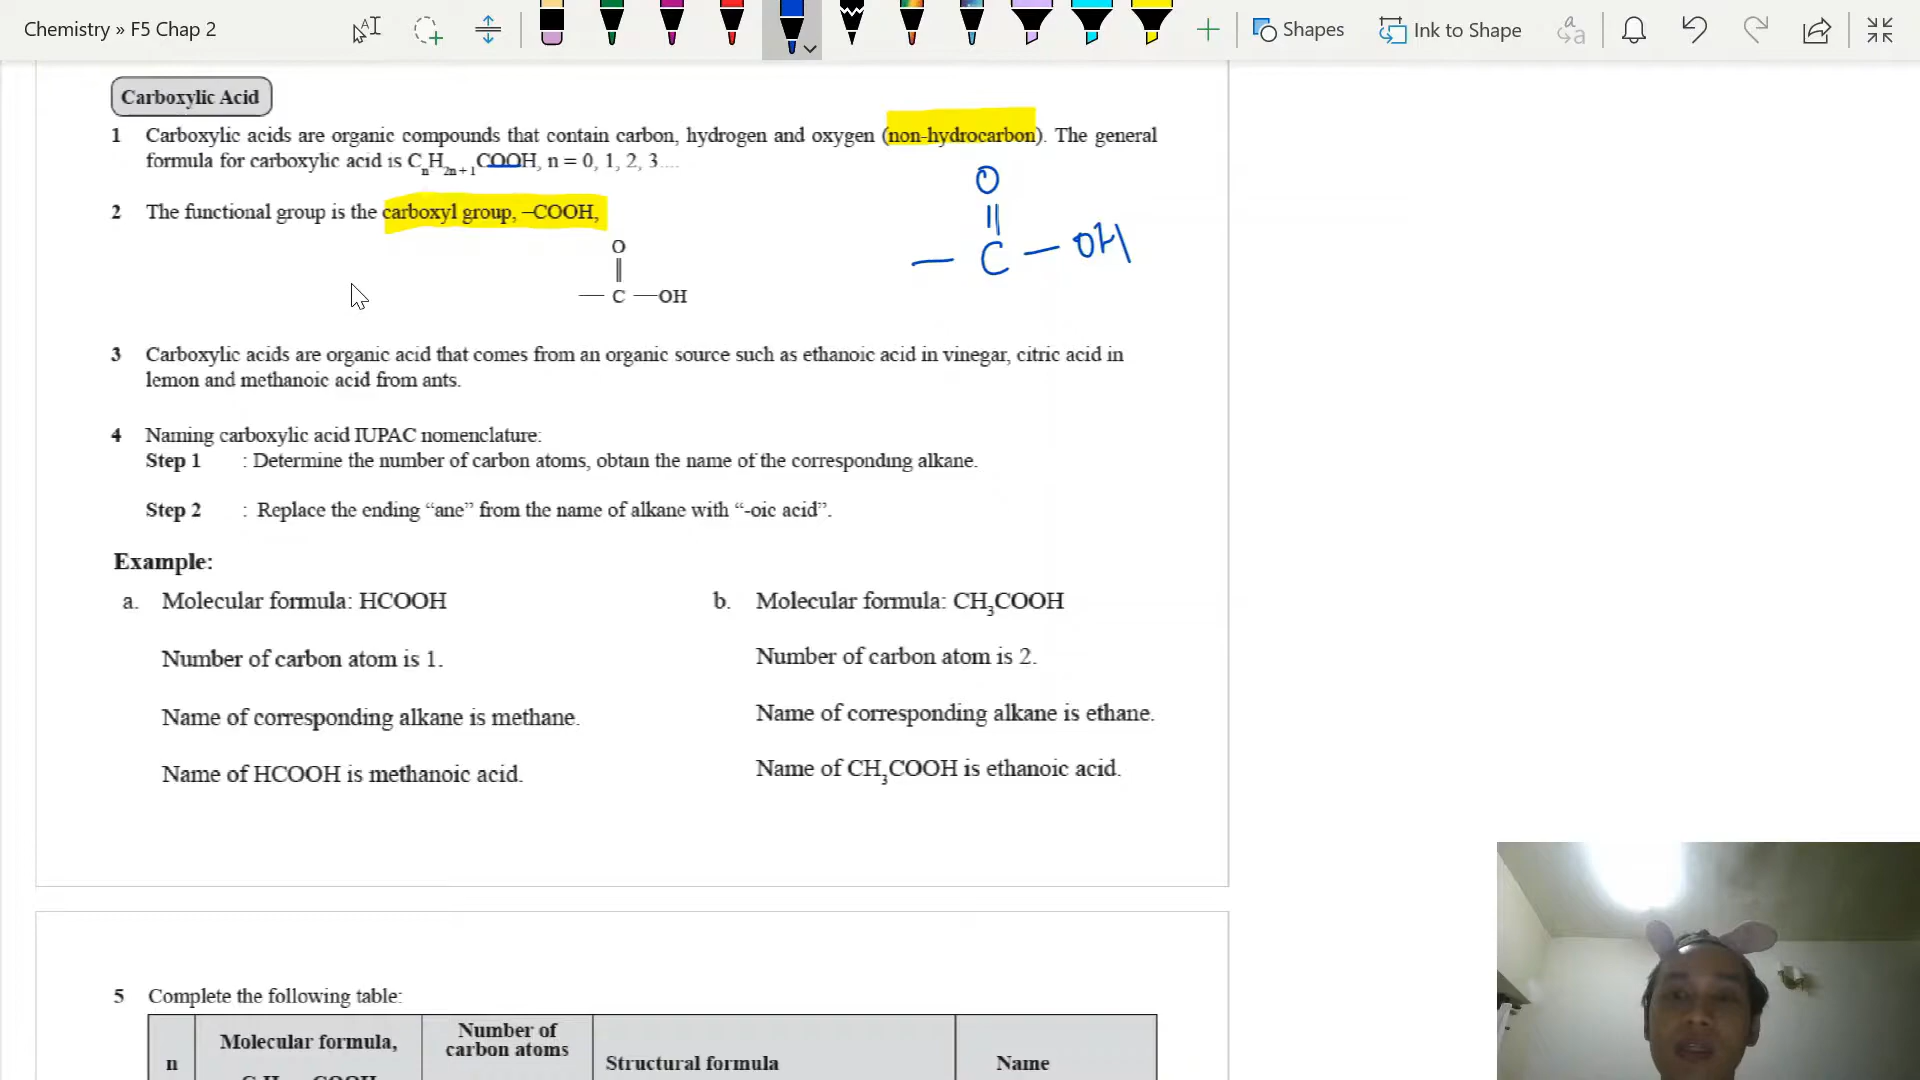 Chemistry » F5 Chap 2
Shapes
Ink to Shape
Carboxylic Acid
1 Carboxylic acids are organic compounds that contain carbon, hydrogen and oxygen (non-hydrocarbon). The general
formula for carboxylic acid is CnH2n+1COOH, n = 0, 1, 2, 3....
O
||
— C — OH
2 The functional group is the carboxyl group, –COOH,
O
||
— C — OH
3 Carboxylic acids are organic acid that comes from an organic source such as ethanoic acid in vinegar, citric acid in
lemon and methanoic acid from ants.
4 Naming carboxylic acid IUPAC nomenclature:
Step 1 : Determine the number of carbon atoms, obtain the name of the corresponding alkane.
Step 2 : Replace the ending “ane” from the name of alkane with “-oic acid”.
Example:
a. Molecular formula: HCOOH
Number of carbon atom is 1.
Name of corresponding alkane is methane.
Name of HCOOH is methanoic acid.
b. Molecular formula: CH3COOH
Number of carbon atom is 2.
Name of corresponding alkane is ethane.
Name of CH3COOH is ethanoic acid.
5 Complete the following table:
n
Molecular formula,
Number of
carbon atoms
Structural formula
Name